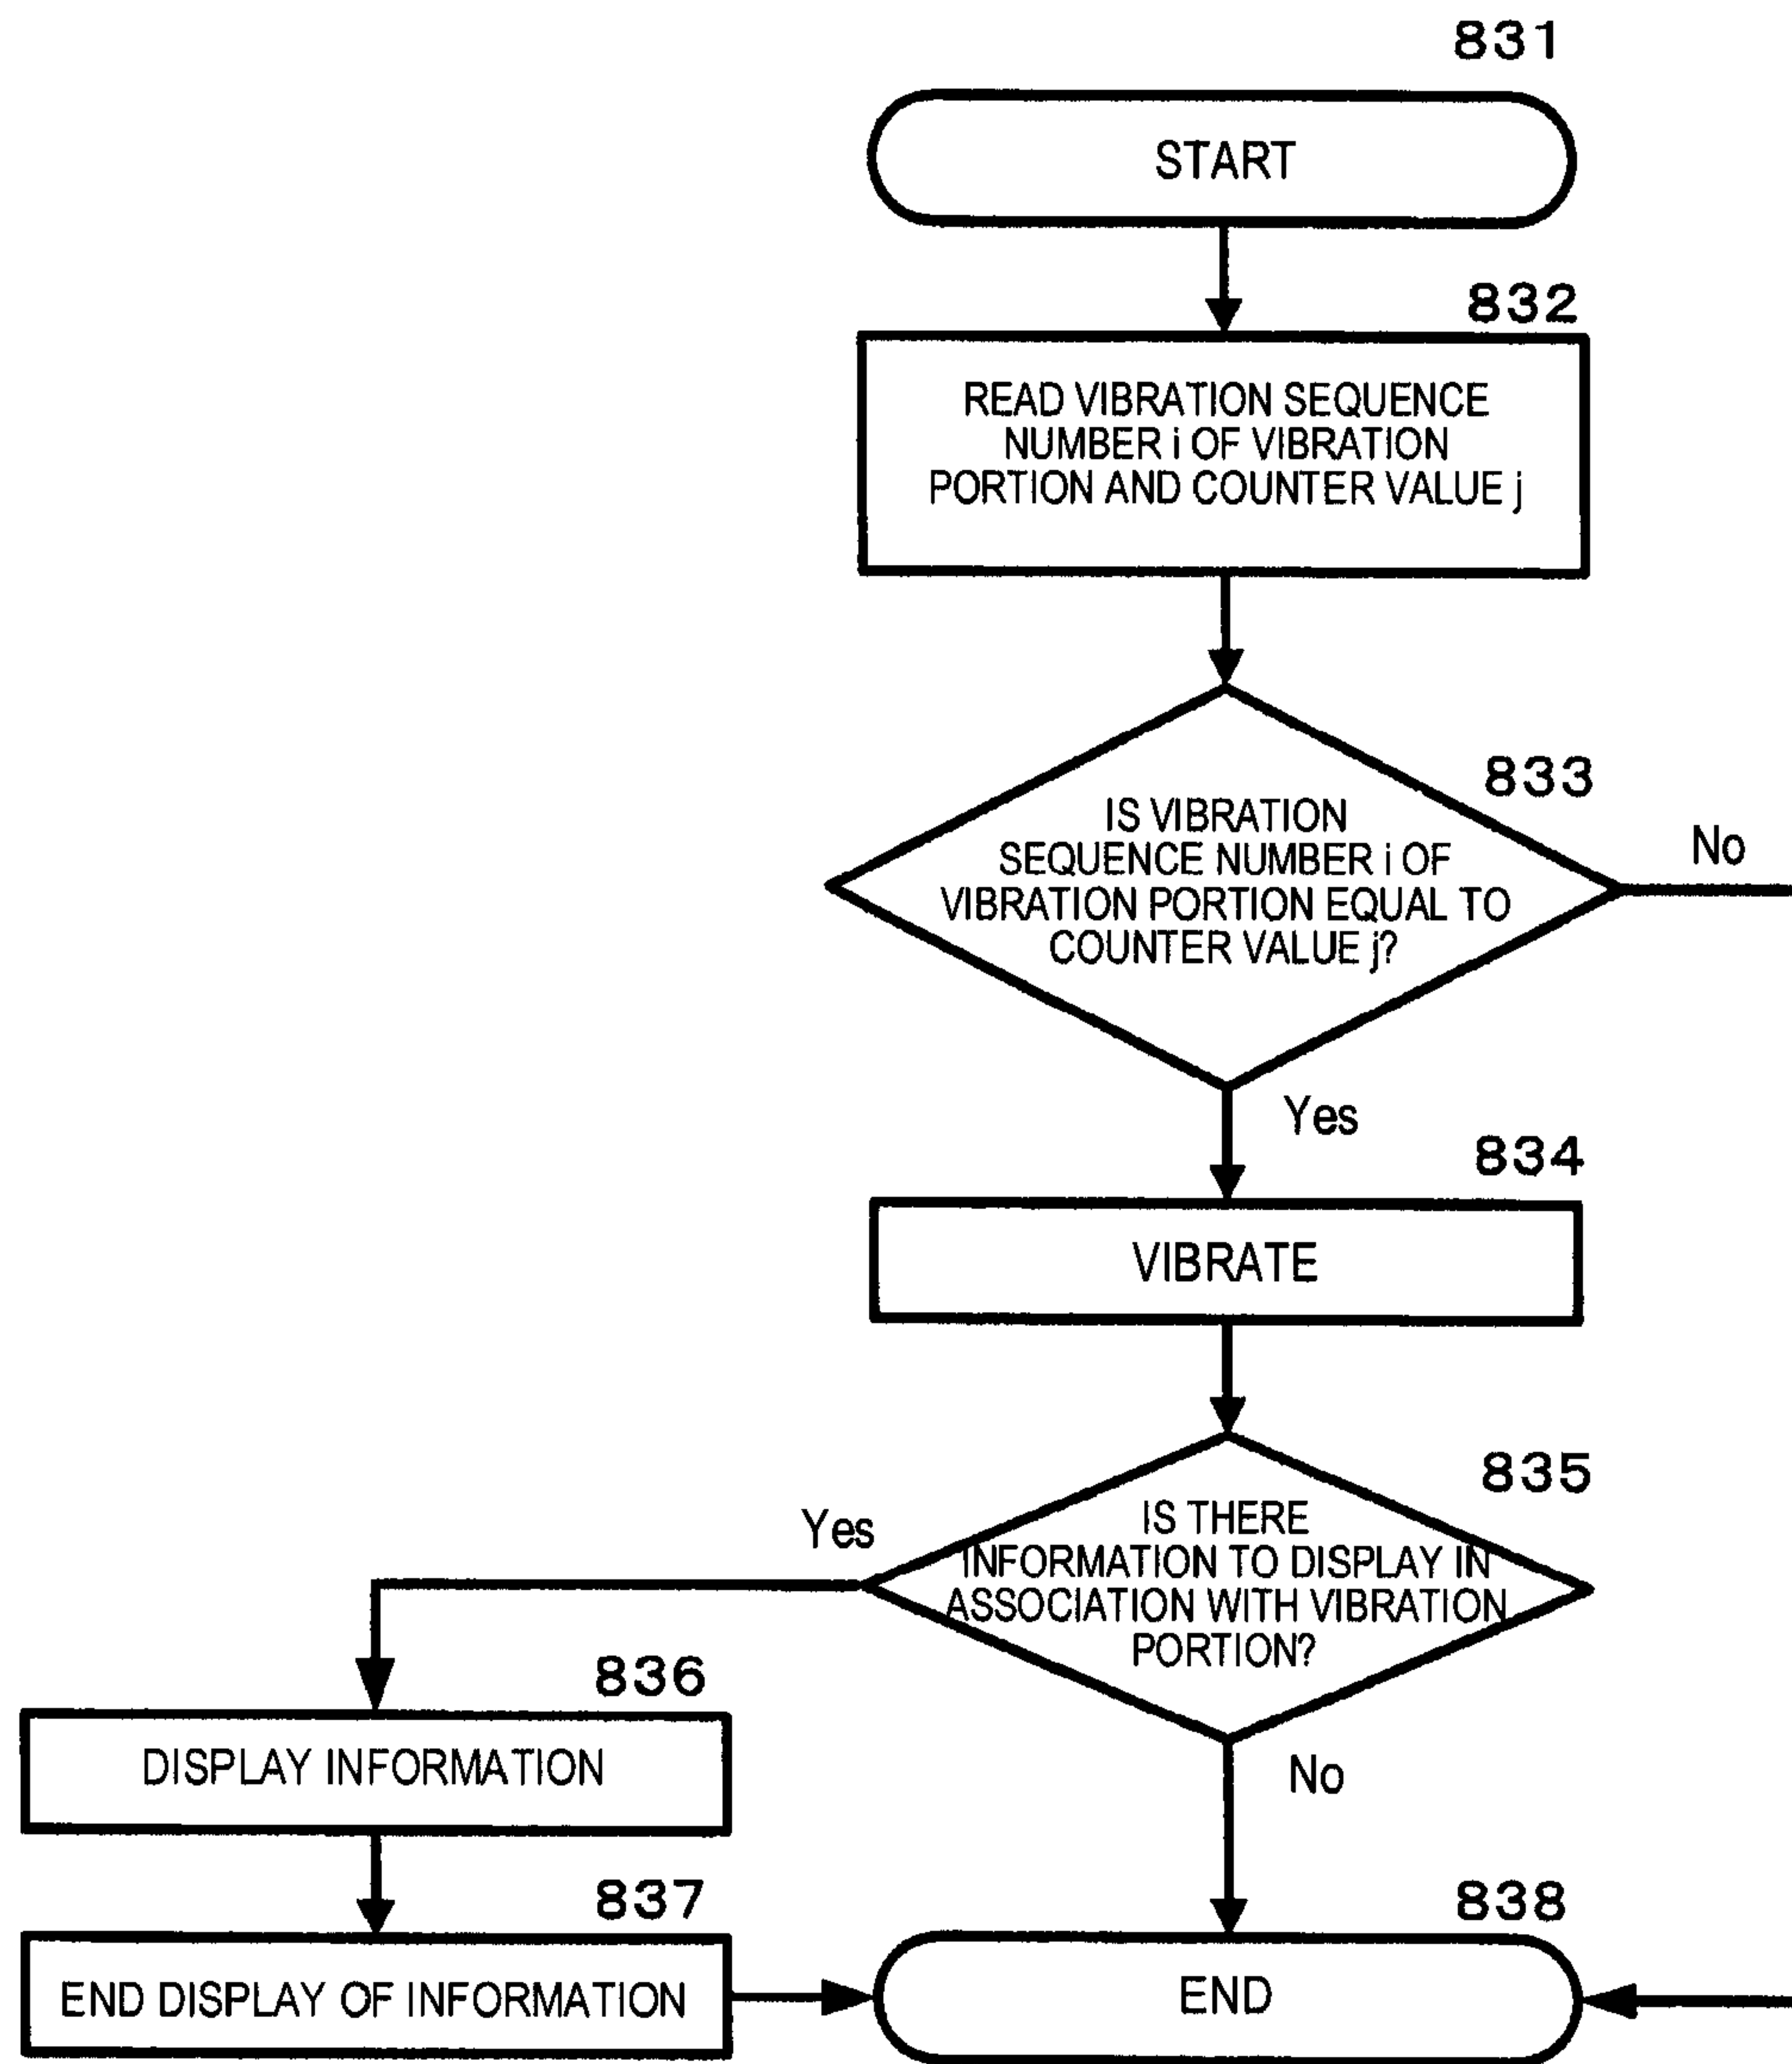 831
START
832
READ VIBRATION SEQUENCE
NUMBER i OF VIBRATION
PORTION AND COUNTER VALUE j
833
IS VIBRATION
SEQUENCE NUMBER i OF
VIBRATION PORTION EQUAL TO
COUNTER VALUE j?
No
Yes
834
VIBRATE
835
IS THERE
INFORMATION TO DISPLAY IN
ASSOCIATION WITH VIBRATION
PORTION?
Yes
No
836
DISPLAY INFORMATION
837
END DISPLAY OF INFORMATION
838
END